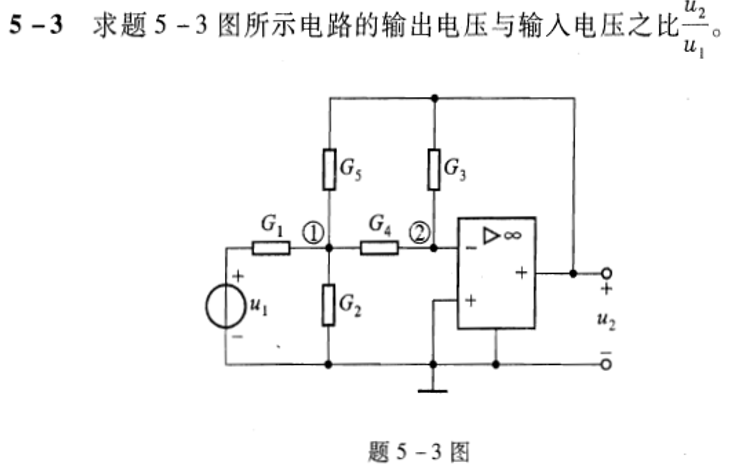 5-3 求题5-3图所示电路的输出电压与输入电压之比u₂/u₁。
G₅
G₃
G₁ ① G₄ ②
- ▷∞
+
+ u₁ -
G₂
+
+ u₂ -
题5-3图